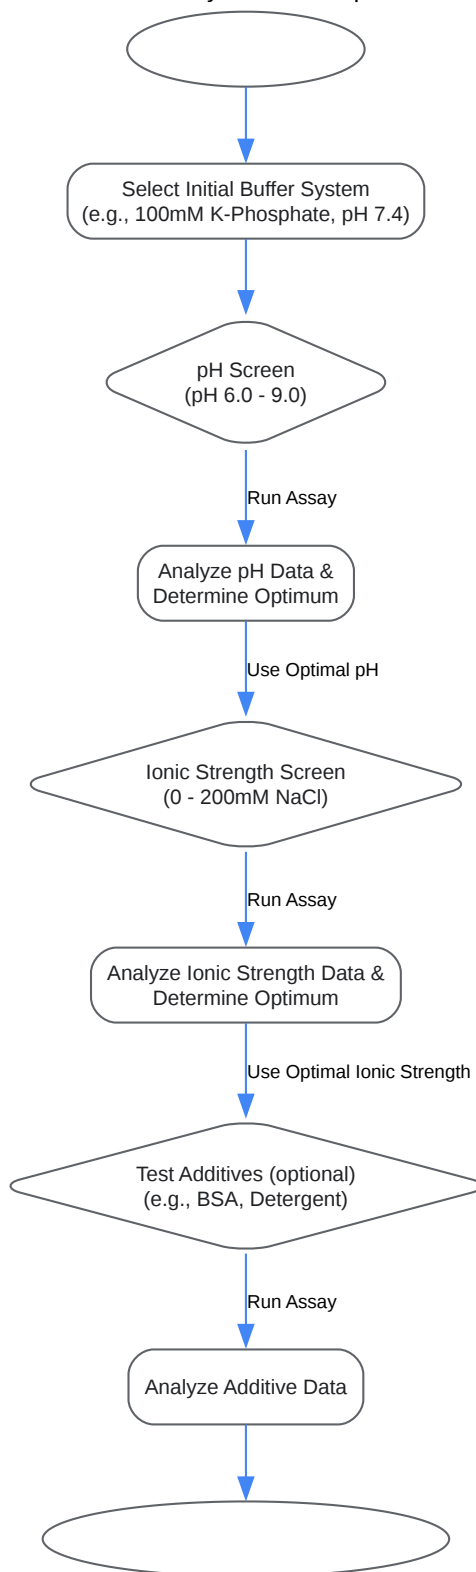 Select Initial Buffer System
(e.g., 100mM K-Phosphate, pH 7.4)
pH Screen
(pH 6.0 - 9.0)
Run Assay
Analyze pH Data &
Determine Optimum
Use Optimal pH
Ionic Strength Screen
(0 - 200mM NaCl)
Run Assay
Analyze Ionic Strength Data &
Determine Optimum
Use Optimal Ionic Strength
Test Additives (optional)
(e.g., BSA, Detergent)
Run Assay
Analyze Additive Data